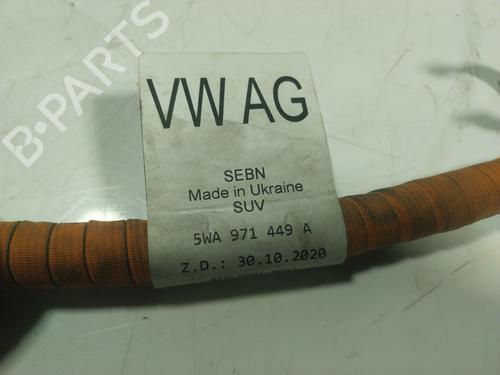 B-PARTS
VW AG
SEBN
Made in Ukraine
SUV
5WA 971 449 A
Z.D.: 30.10.2020